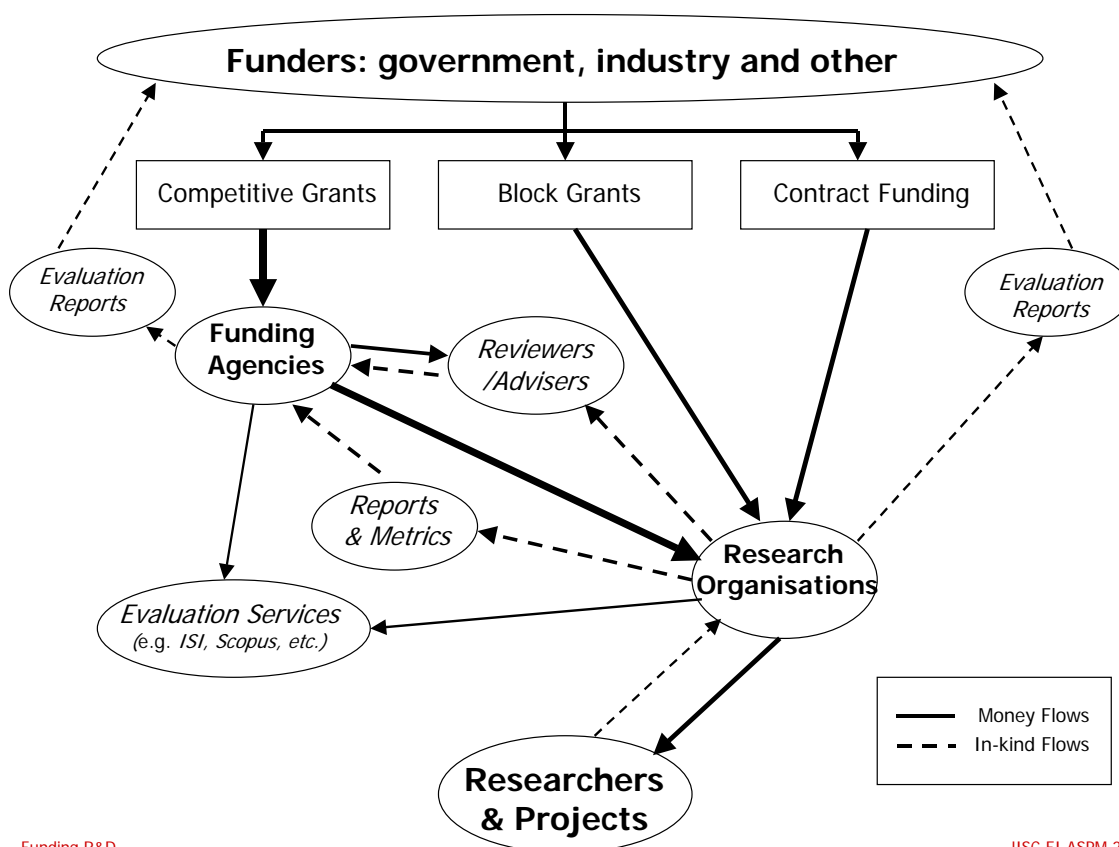 Funders: government, industry and other
Competitive Grants
Block Grants
Contract Funding
Evaluation
Reports
Evaluation
Reports
Funding
Agencies
Reviewers
/Advisers
Reports
& Metrics
Research
Organisations
Evaluation Services
(e.g. ISI, Scopus, etc.)
Money Flows
In-kind Flows
Researchers
& Projects